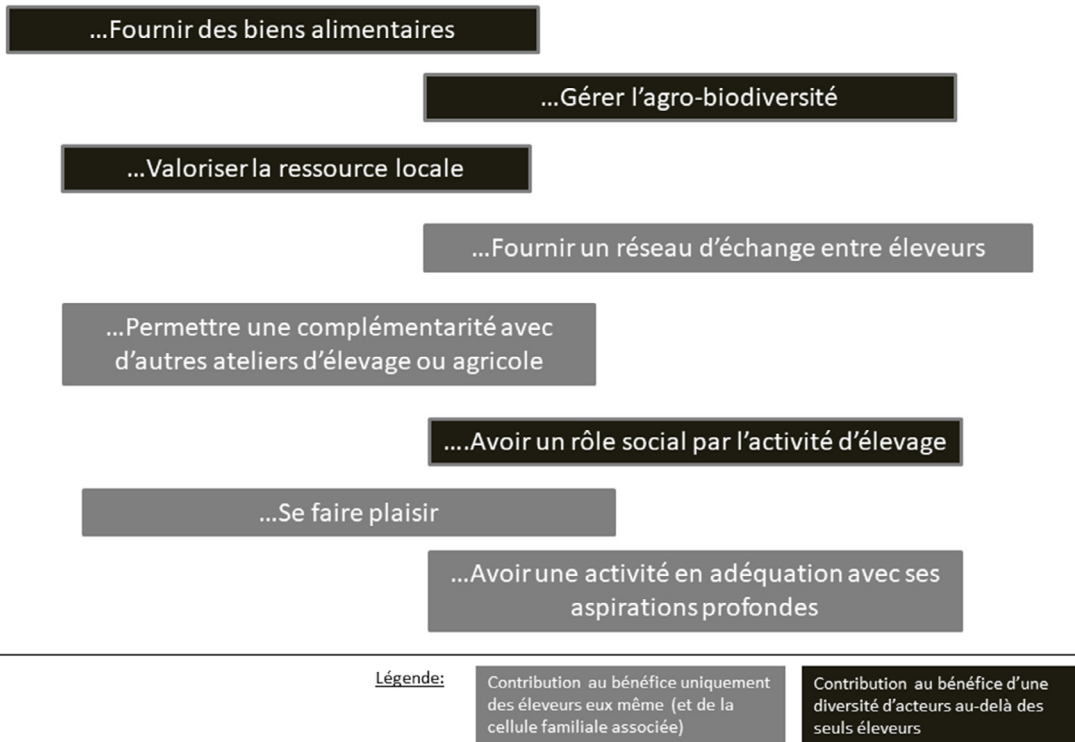 ...Fournir des biens alimentaires
...Gérer l'agro-biodiversité
...Valoriser la ressource locale
...Fournir un réseau d'échange entre éleveurs
...Permettre une complémentarité avec
d'autres ateliers d'élevage ou agricole
....Avoir un rôle social par l'activité d'élevage
...Se faire plaisir
...Avoir une activité en adéquation avec ses
aspirations profondes
Légende:
Contribution au bénéfice uniquement
des éleveurs eux même (et de la
cellule familiale associée)
Contribution au bénéfice d'une
diversité d'acteurs au-delà des
seuls éleveurs